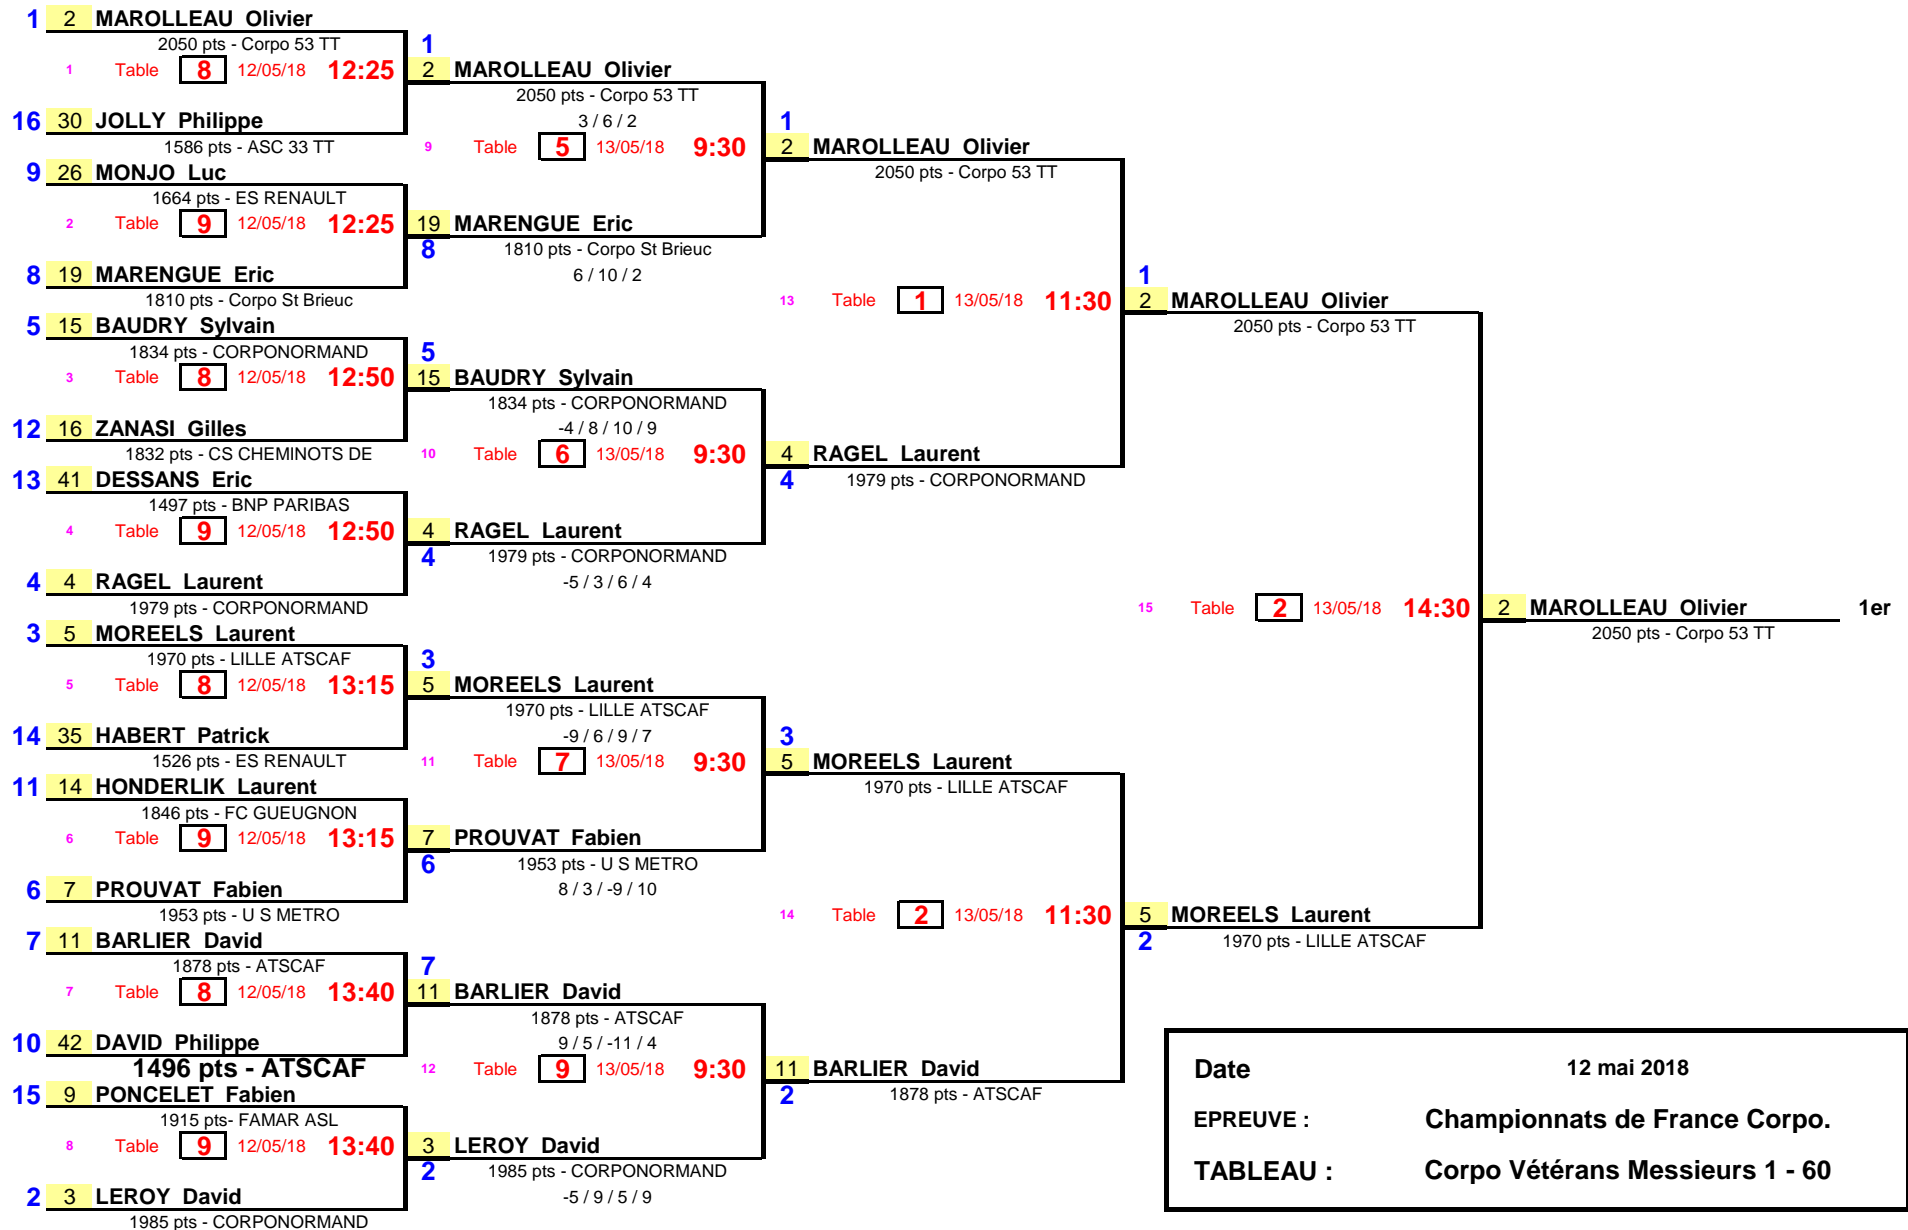 1 2 MAROLLEAU Olivier
2050 pts - Corpo 53 TT
1 Table 8 12/05/18 12:25
16 30 JOLLY Philippe
1586 pts - ASC 33 TT
9 26 MONJO Luc
1664 pts - ES RENAULT
2 Table 9 12/05/18 12:25
8 19 MARENGUE Eric
1810 pts - Corpo St Brieuc
5 15 BAUDRY Sylvain
1834 pts - CORPONORMAND
3 Table 8 12/05/18 12:50
12 16 ZANASI Gilles
1832 pts - CS CHEMINOTS DE
13 41 DESSANS Eric
1497 pts - BNP PARIBAS
4 Table 9 12/05/18 12:50
4 4 RAGEL Laurent
1979 pts - CORPONORMAND
3 5 MOREELS Laurent
1970 pts - LILLE ATSCAF
5 Table 8 12/05/18 13:15
14 35 HABERT Patrick
1526 pts - ES RENAULT
11 14 HONDERLIK Laurent
1846 pts - FC GUEUGNON
6 Table 9 12/05/18 13:15
6 7 PROUVAT Fabien
1953 pts - U S METRO
7 11 BARLIER David
1878 pts - ATSCAF
7 Table 8 12/05/18 13:40
10 42 DAVID Philippe
1496 pts - ATSCAF
15 9 PONCELET Fabien
1915 pts- FAMAR ASL
8 Table 9 12/05/18 13:40
2 3 LEROY David
1985 pts - CORPONORMAND
1
2 MAROLLEAU Olivier
2050 pts - Corpo 53 TT
3 / 6 / 2
9 Table 5 13/05/18 9:30
19 MARENGUE Eric
8
1810 pts - Corpo St Brieuc
6 / 10 / 2
5
15 BAUDRY Sylvain
1834 pts - CORPONORMAND
-4 / 8 / 10 / 9
10 Table 6 13/05/18 9:30
4 RAGEL Laurent
4
1979 pts - CORPONORMAND
-5 / 3 / 6 / 4
3
5 MOREELS Laurent
1970 pts - LILLE ATSCAF
-9 / 6 / 9 / 7
11 Table 7 13/05/18 9:30
7 PROUVAT Fabien
6
1953 pts - U S METRO
8 / 3 / -9 / 10
7
11 BARLIER David
1878 pts - ATSCAF
9 / 5 / -11 / 4
12 Table 9 13/05/18 9:30
3 LEROY David
2
1985 pts - CORPONORMAND
-5 / 9 / 5 / 9
1
2 MAROLLEAU Olivier
2050 pts - Corpo 53 TT
13 Table 1 13/05/18 11:30
4 RAGEL Laurent
4
1979 pts - CORPONORMAND
3
5 MOREELS Laurent
1970 pts - LILLE ATSCAF
14 Table 2 13/05/18 11:30
11 BARLIER David
2
1878 pts - ATSCAF
1
2 MAROLLEAU Olivier
2050 pts - Corpo 53 TT
15 Table 2 13/05/18 14:30
5 MOREELS Laurent
2
1970 pts - LILLE ATSCAF
2 MAROLLEAU Olivier 1er
2050 pts - Corpo 53 TT
Date 12 mai 2018
EPREUVE : Championnats de France Corpo.
TABLEAU : Corpo Vétérans Messieurs 1 - 60